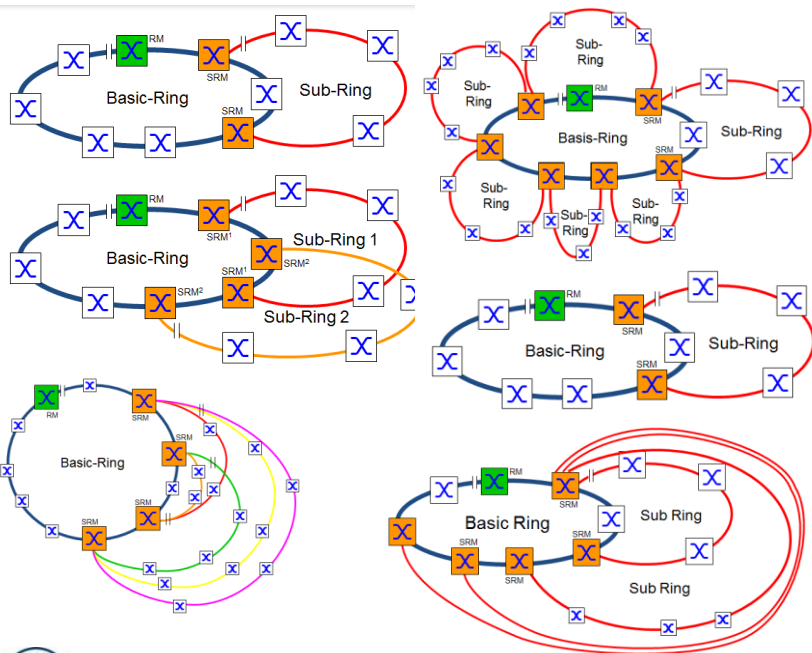 RM
SRM
Basic-Ring
Sub-Ring
SRM
RM
SRM¹
Sub-Ring 1
Basic-Ring
SRM²
SRM¹
SRM²
Sub-Ring 2
RM
SRM
SRM
Basic-Ring
SRM
SRM
Sub-
Ring
Sub-
Ring
RM
SRM
Basis-Ring
Sub-Ring
SRM
Sub-
Ring
Sub-
Ring
Sub-
Ring
RM
SRM
Basic-Ring
Sub-Ring
SRM
RM
SRM
Basic Ring
Sub Ring
SRM
SRM
SRM
Sub Ring